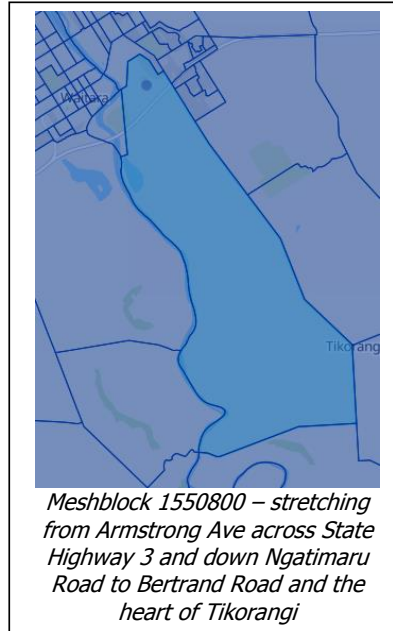 Waitara
Tikorang
Meshblock 1550800 – stretching
from Armstrong Ave across State
Highway 3 and down Ngatimaru
Road to Bertrand Road and the
heart of Tikorangi